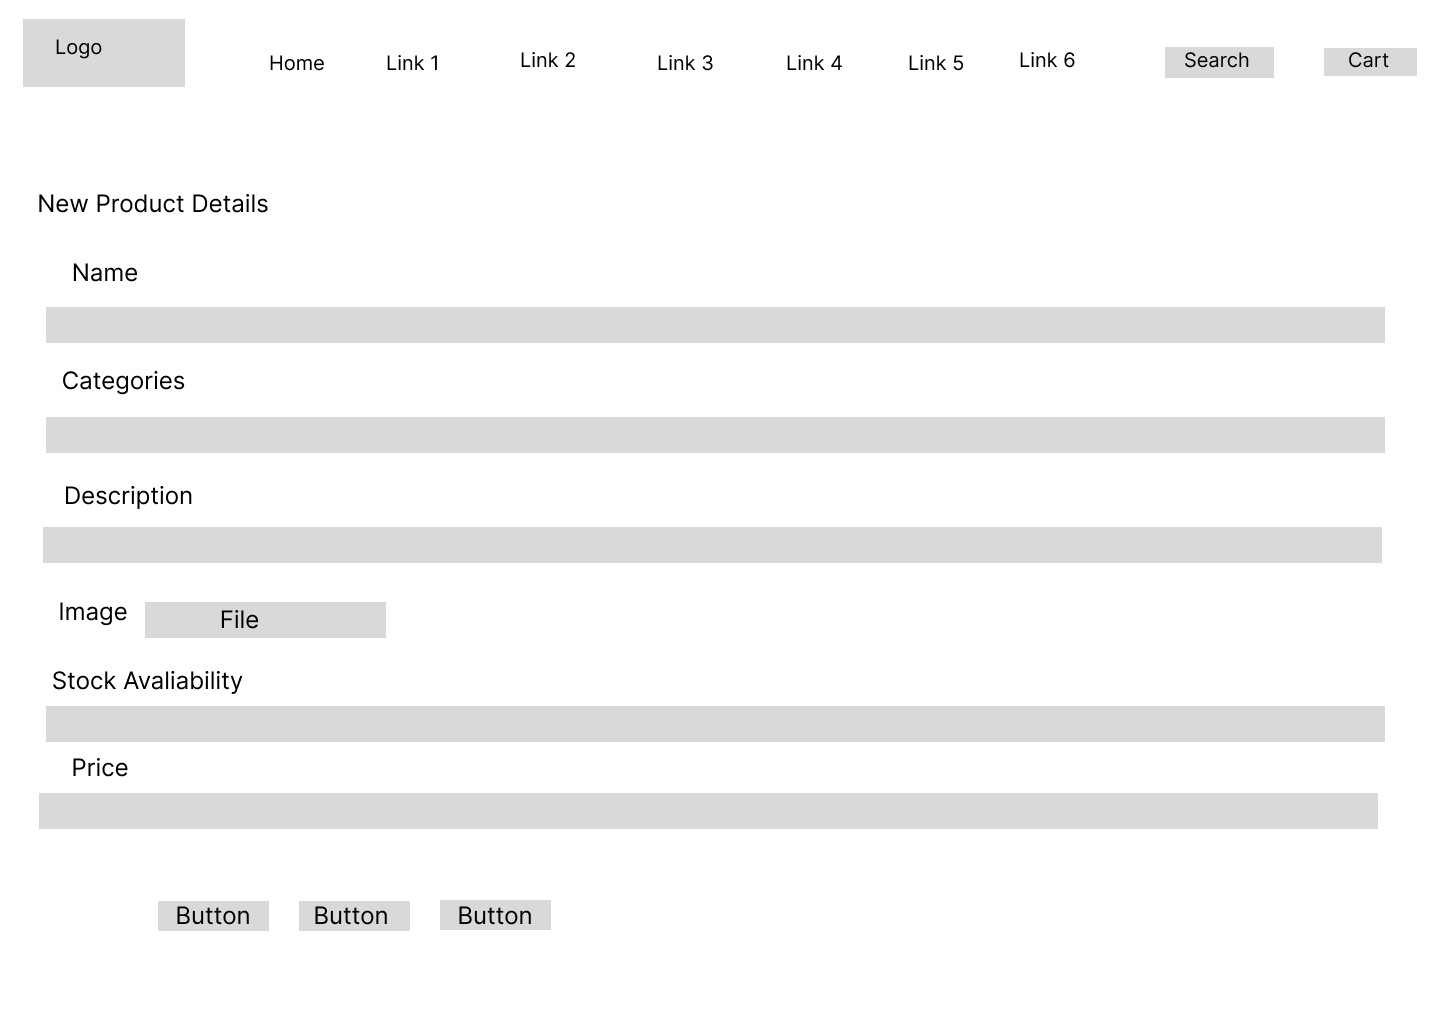 Logo
Home Link 1 Link 2 Link 3 Link 4 Link 5 Link 6 Search Cart
New Product Details
Name
Categories
Description
Image File
Stock Avaliability
Price
Button Button Button